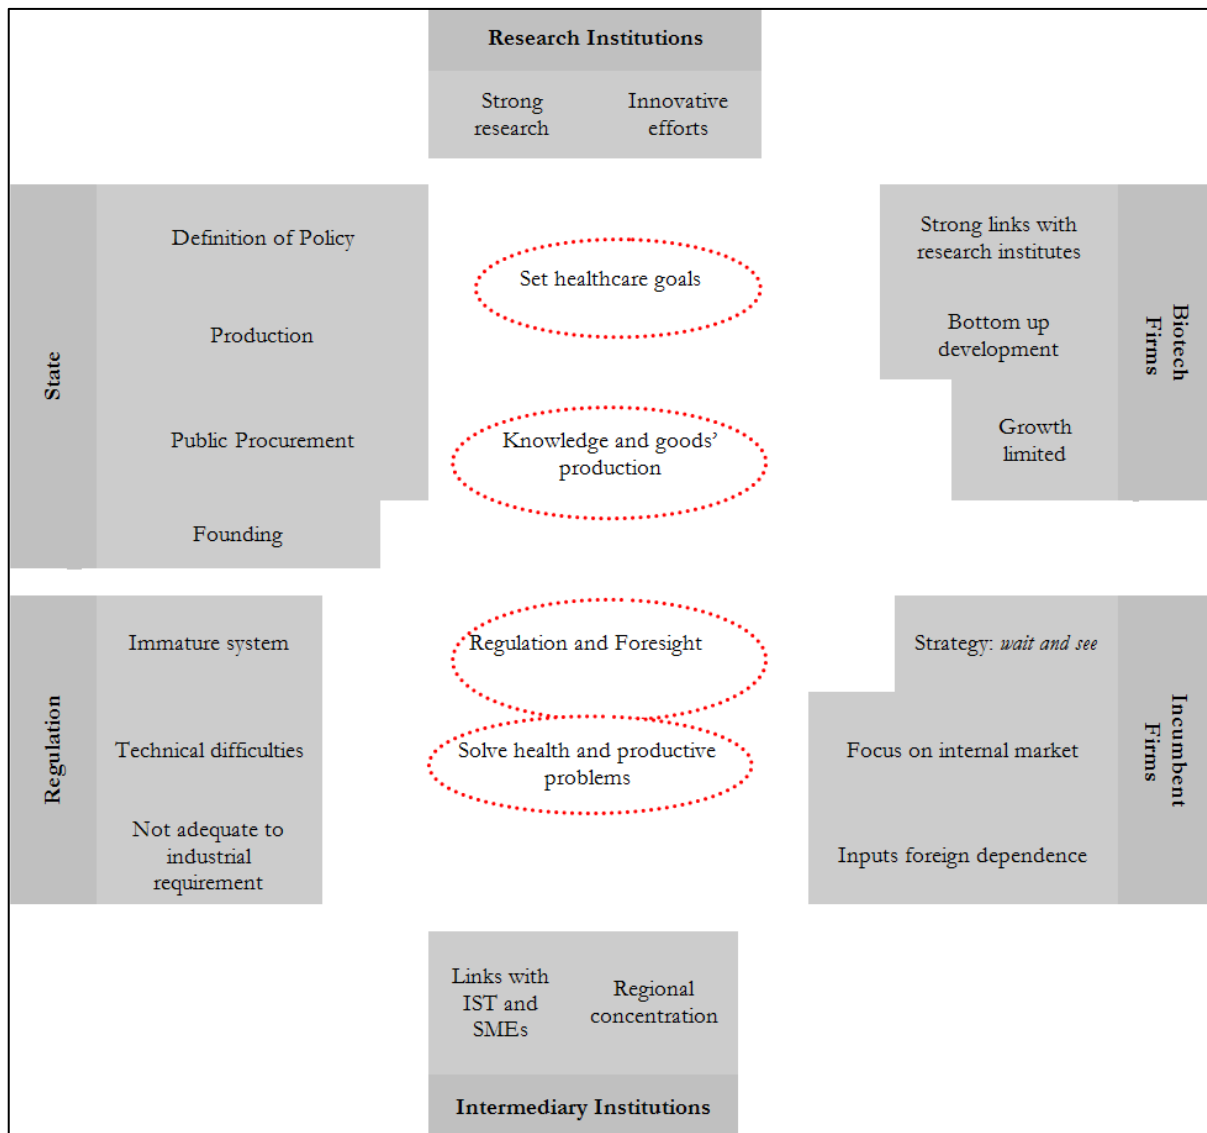 Research Institutions
Strong
research
Innovative
efforts
State
Definition of Policy
Production
Public Procurement
Founding
Set healthcare goals
Knowledge and goods’
production
Strong links with
research institutes
Bottom up
development
Growth
limited
Biotech
Firms
Regulation
Immature system
Technical difficulties
Not adequate to
industrial
requirement
Regulation and Foresight
Solve health and productive
problems
Strategy: wait and see
Focus on internal market
Inputs foreign dependence
Incumbent
Firms
Links with
IST and
SMEs
Regional
concentration
Intermediary Institutions